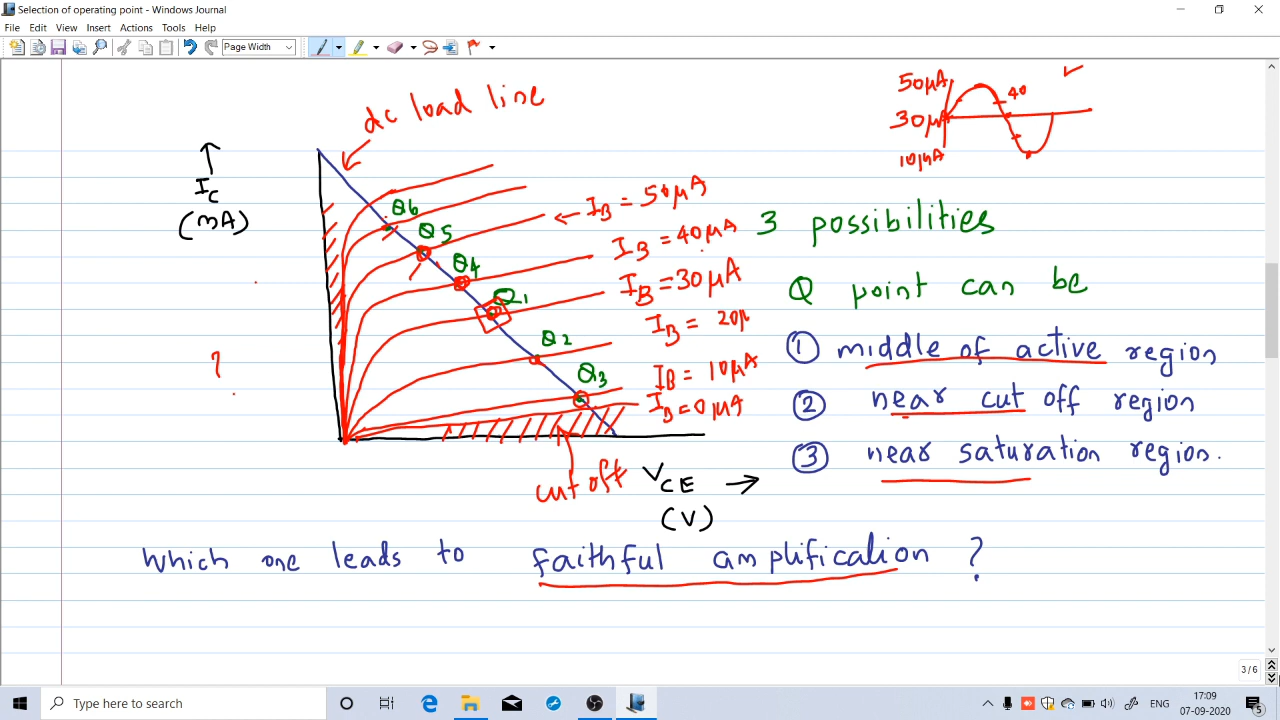 Selection of operating point - Windows Journal
File Edit View Insert Actions Tools Help
Page Width
dc load line
50μA
40
30μA
10μA
IC
(mA)
Q6
Q5
Q4
Q1
Q2
Q3
IB = 50μA
IB = 40μA
IB = 30μA
IB = 20μ
IB = 10μA
IB = 0μA
cut off
VCE →
(V)
?
3 possibilities
Q point can be
① middle of active region
② near cut off region
③ near saturation region.
Which one leads to faithful amplification ?
3 / 6
Type here to search
ENG
17:09
07-09-2020
5